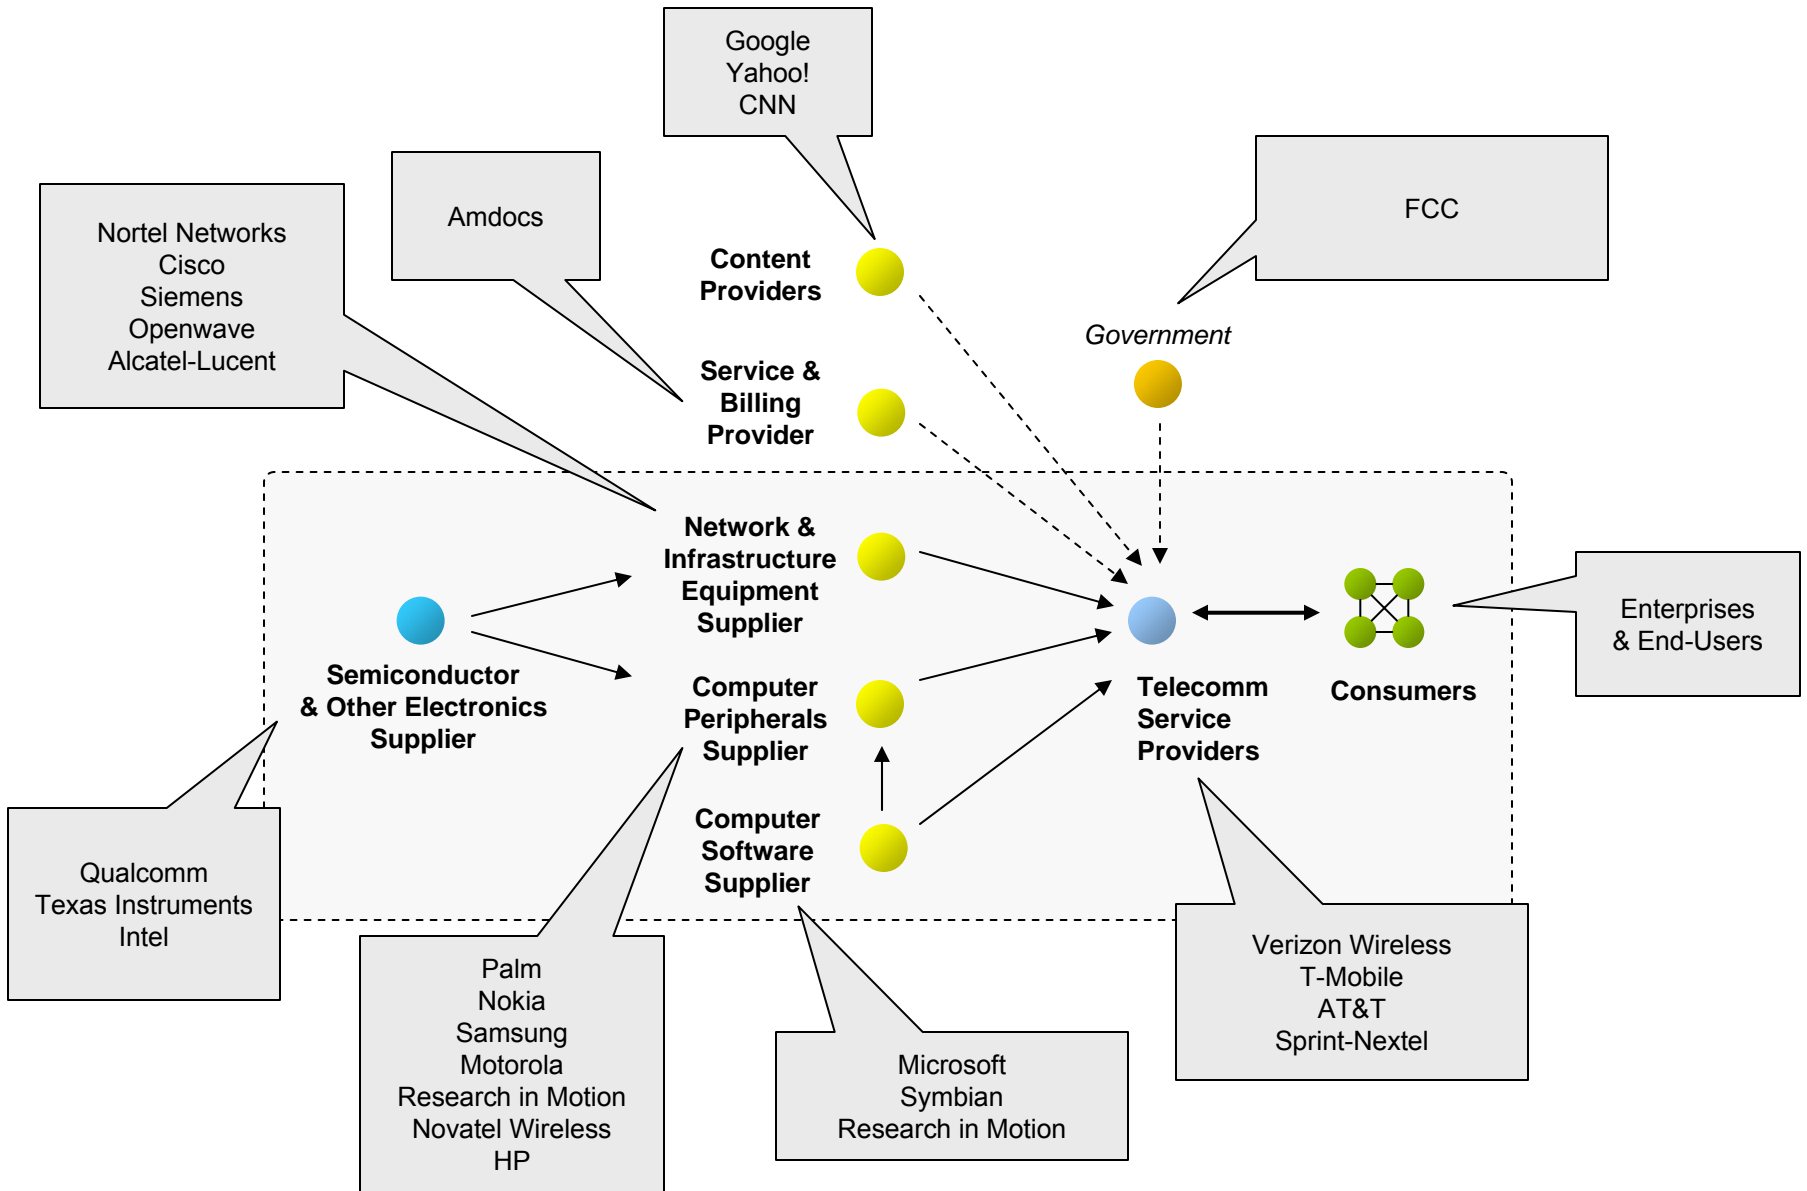 Google
Yahoo!
CNN
Amdocs
FCC
Nortel Networks
Cisco
Siemens
Openwave
Alcatel-Lucent
Content
Providers
Government
Service &
Billing
Provider
Network &
Infrastructure
Equipment
Supplier
Enterprises
& End-Users
Semiconductor
& Other Electronics
Supplier
Computer
Peripherals
Supplier
Telecomm
Service
Providers
Consumers
Computer
Software
Supplier
Qualcomm
Texas Instruments
Intel
Palm
Nokia
Samsung
Motorola
Research in Motion
Novatel Wireless
HP
Microsoft
Symbian
Research in Motion
Verizon Wireless
T-Mobile
AT&T
Sprint-Nextel